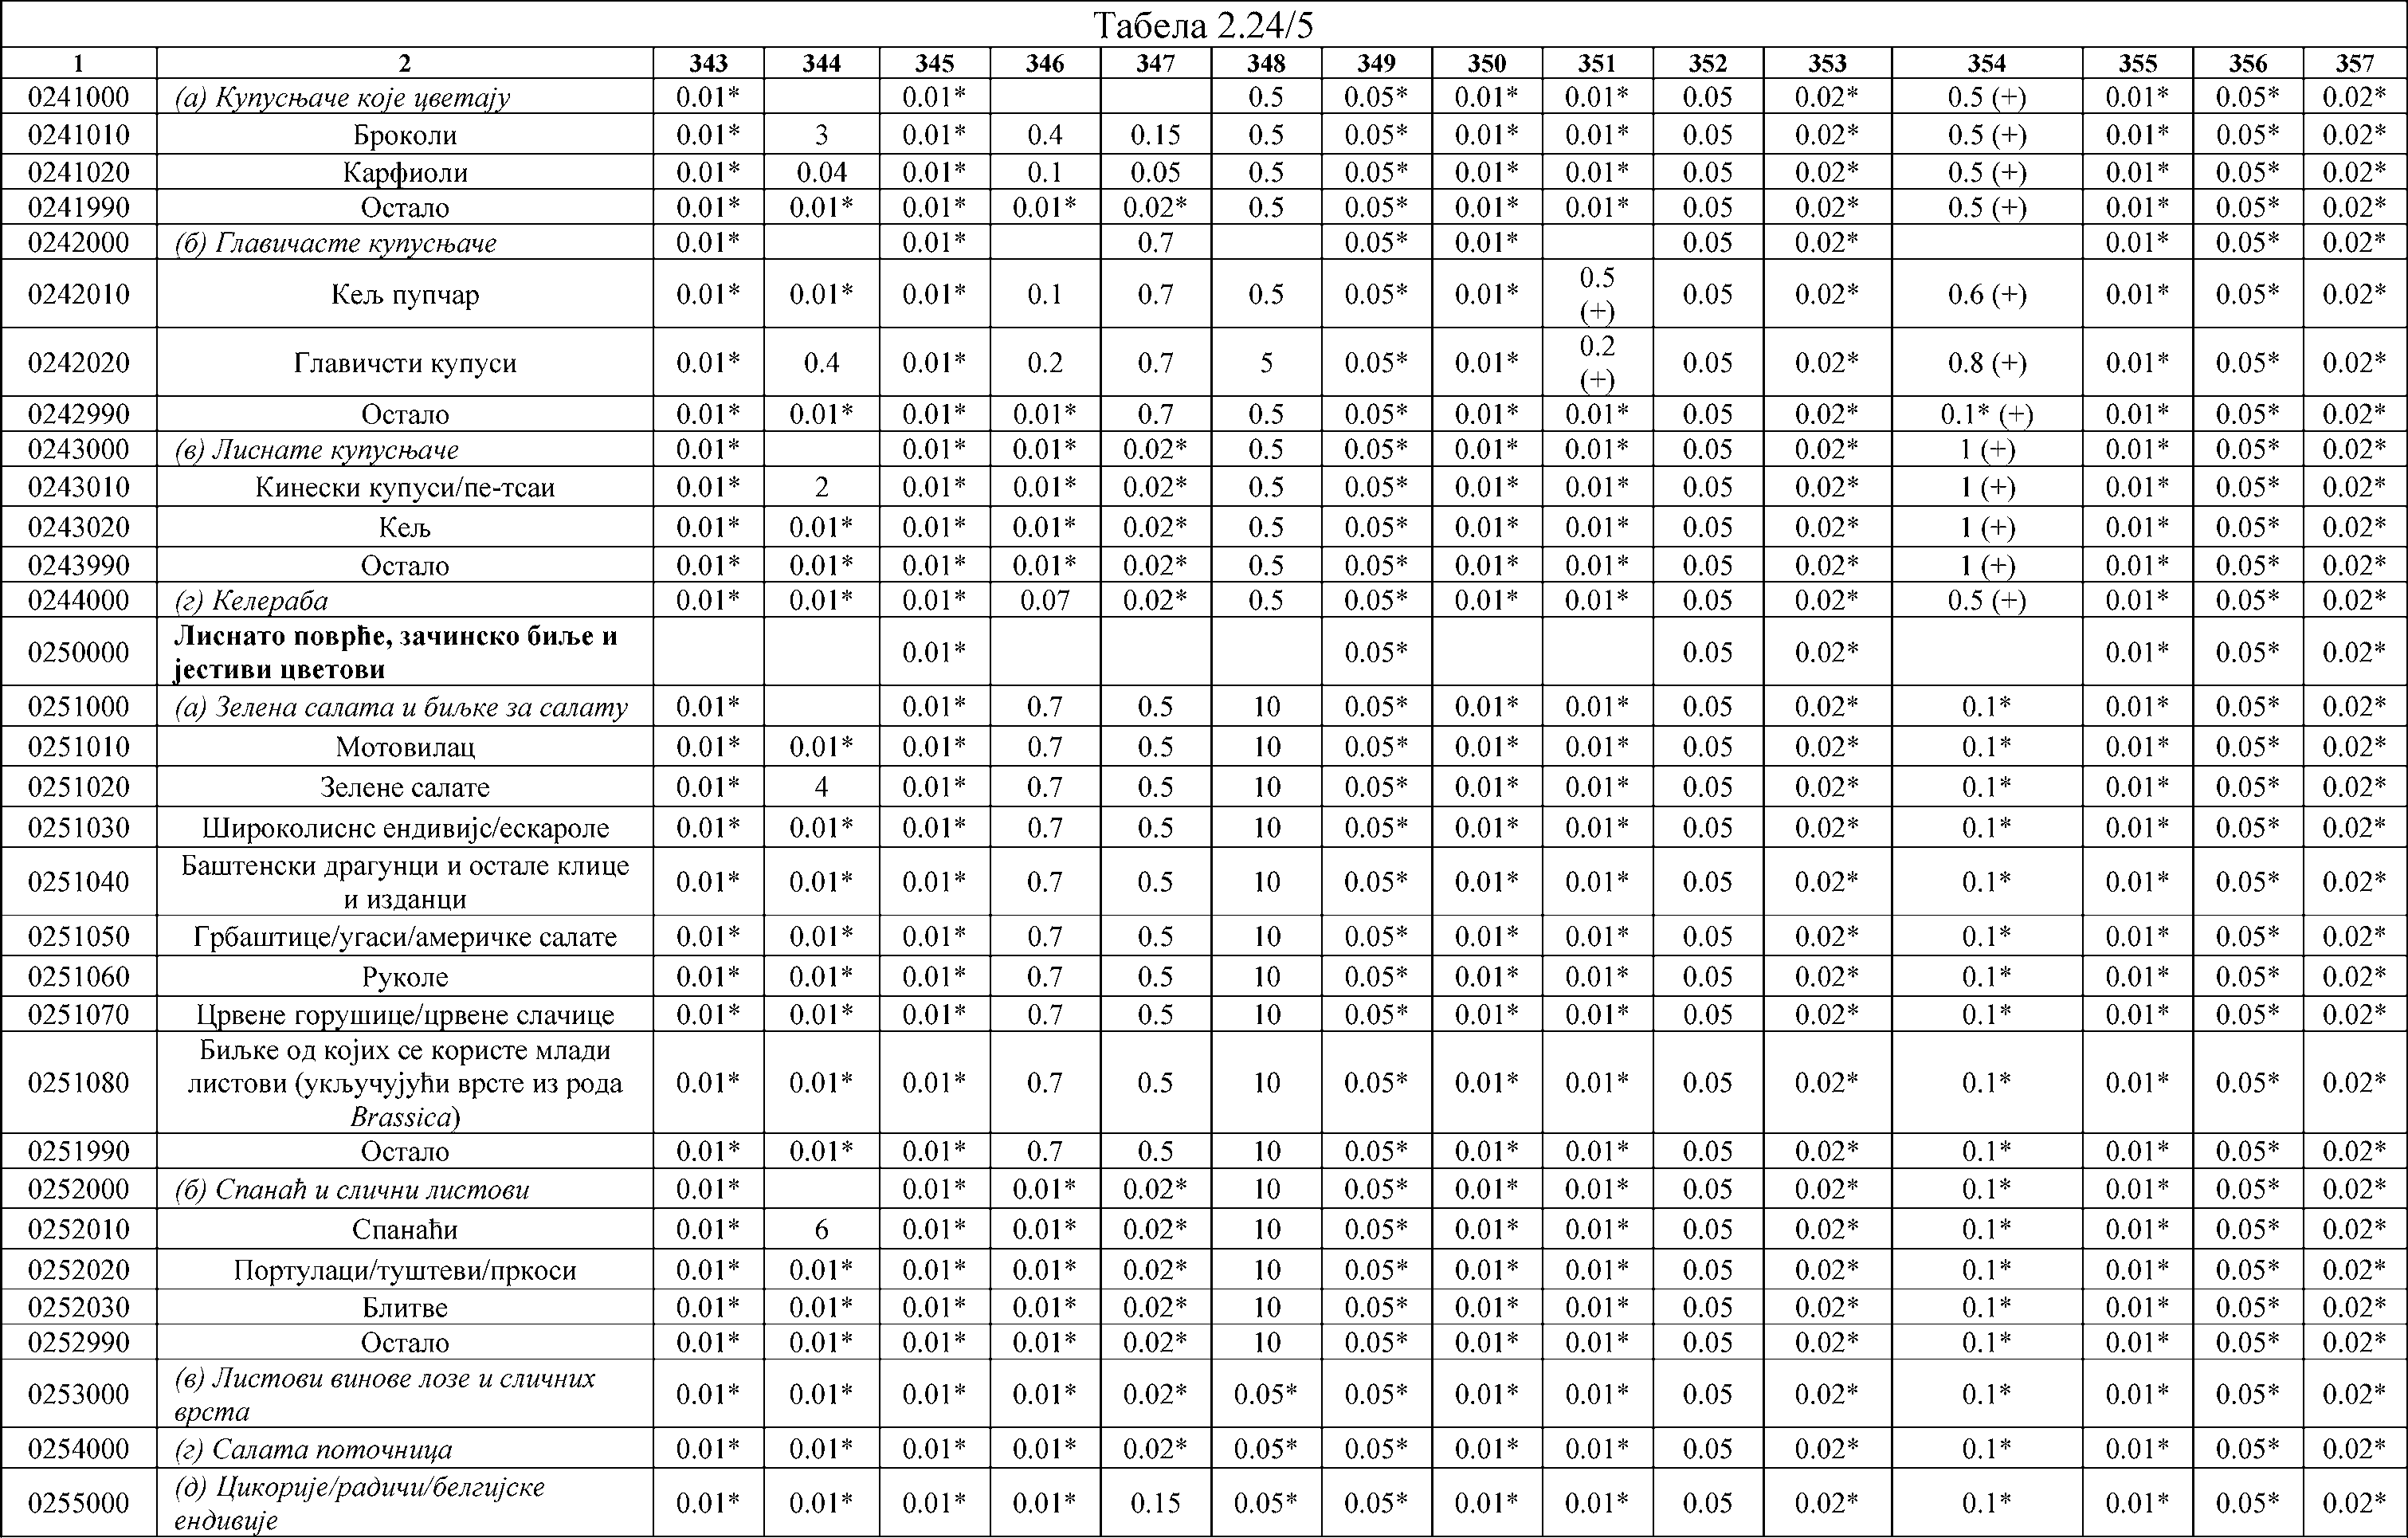 Табела 2.24/5
1 2 343 344 345 346 347 348 349 350 351 352 353 354 355 356 357
0241000 (а) Купусњаче које цветају 0.01* 0.01* 0.5 0.05* 0.01* 0.01* 0.05 0.02* 0.5 (+) 0.01* 0.05* 0.02*
0241010 Броколи 0.01* 3 0.01* 0.4 0.15 0.5 0.05* 0.01* 0.01* 0.05 0.02* 0.5 (+) 0.01* 0.05* 0.02*
0241020 Карфиоли 0.01* 0.04 0.01* 0.1 0.05 0.5 0.05* 0.01* 0.01* 0.05 0.02* 0.5 (+) 0.01* 0.05* 0.02*
0241990 Остало 0.01* 0.01* 0.01* 0.01* 0.02* 0.5 0.05* 0.01* 0.01* 0.05 0.02* 0.5 (+) 0.01* 0.05* 0.02*
0242000 (б) Главичасте купусњаче 0.01* 0.01* 0.7 0.05* 0.01* 0.05 0.02* 0.01* 0.05* 0.02*
0242010 Кељ пупчар 0.01* 0.01* 0.01* 0.1 0.7 0.5 0.05* 0.01* 0.5 (+) 0.05 0.02* 0.6 (+) 0.01* 0.05* 0.02*
0242020 Главичсти купуси 0.01* 0.4 0.01* 0.2 0.7 5 0.05* 0.01* 0.2 (+) 0.05 0.02* 0.8 (+) 0.01* 0.05* 0.02*
0242990 Остало 0.01* 0.01* 0.01* 0.01* 0.7 0.5 0.05* 0.01* 0.01* 0.05 0.02* 0.1* (+) 0.01* 0.05* 0.02*
0243000 (в) Лиснате купусњаче 0.01* 0.01* 0.01* 0.02* 0.5 0.05* 0.01* 0.01* 0.05 0.02* 1 (+) 0.01* 0.05* 0.02*
0243010 Кинески купуси/пе-тсаи 0.01* 2 0.01* 0.01* 0.02* 0.5 0.05* 0.01* 0.01* 0.05 0.02* 1 (+) 0.01* 0.05* 0.02*
0243020 Кељ 0.01* 0.01* 0.01* 0.01* 0.02* 0.5 0.05* 0.01* 0.01* 0.05 0.02* 1 (+) 0.01* 0.05* 0.02*
0243990 Остало 0.01* 0.01* 0.01* 0.01* 0.02* 0.5 0.05* 0.01* 0.01* 0.05 0.02* 1 (+) 0.01* 0.05* 0.02*
0244000 (г) Келераба 0.01* 0.01* 0.01* 0.07 0.02* 0.5 0.05* 0.01* 0.01* 0.05 0.02* 0.5 (+) 0.01* 0.05* 0.02*
0250000 Лиснато поврће, зачинско биље и
јестиви цветови 0.01* 0.05* 0.05 0.02* 0.01* 0.05* 0.02*
0251000 (а) Зелена салата и биљке за салату 0.01* 0.01* 0.7 0.5 10 0.05* 0.01* 0.01* 0.05 0.02* 0.1* 0.01* 0.05* 0.02*
0251010 Мотовилац 0.01* 0.01* 0.01* 0.7 0.5 10 0.05* 0.01* 0.01* 0.05 0.02* 0.1* 0.01* 0.05* 0.02*
0251020 Зелене салате 0.01* 4 0.01* 0.7 0.5 10 0.05* 0.01* 0.01* 0.05 0.02* 0.1* 0.01* 0.05* 0.02*
0251030 Широколиснс ендивијс/ескароле 0.01* 0.01* 0.01* 0.7 0.5 10 0.05* 0.01* 0.01* 0.05 0.02* 0.1* 0.01* 0.05* 0.02*
0251040 Баштенски драгунци и остале клице
и изданци 0.01* 0.01* 0.01* 0.7 0.5 10 0.05* 0.01* 0.01* 0.05 0.02* 0.1* 0.01* 0.05* 0.02*
0251050 Грбаштице/угаси/америчке салате 0.01* 0.01* 0.01* 0.7 0.5 10 0.05* 0.01* 0.01* 0.05 0.02* 0.1* 0.01* 0.05* 0.02*
0251060 Руколе 0.01* 0.01* 0.01* 0.7 0.5 10 0.05* 0.01* 0.01* 0.05 0.02* 0.1* 0.01* 0.05* 0.02*
0251070 Црвене горушице/црвене слачице 0.01* 0.01* 0.01* 0.7 0.5 10 0.05* 0.01* 0.01* 0.05 0.02* 0.1* 0.01* 0.05* 0.02*
0251080 Биљке од којих се користе млади
листови (укључујући врсте из рода
Brassica) 0.01* 0.01* 0.01* 0.7 0.5 10 0.05* 0.01* 0.01* 0.05 0.02* 0.1* 0.01* 0.05* 0.02*
0251990 Остало 0.01* 0.01* 0.01* 0.7 0.5 10 0.05* 0.01* 0.01* 0.05 0.02* 0.1* 0.01* 0.05* 0.02*
0252000 (б) Спанаћ и слични листови 0.01* 0.01* 0.01* 0.02* 10 0.05* 0.01* 0.01* 0.05 0.02* 0.1* 0.01* 0.05* 0.02*
0252010 Спанаћи 0.01* 6 0.01* 0.01* 0.02* 10 0.05* 0.01* 0.01* 0.05 0.02* 0.1* 0.01* 0.05* 0.02*
0252020 Портулаци/туштеви/пркоси 0.01* 0.01* 0.01* 0.01* 0.02* 10 0.05* 0.01* 0.01* 0.05 0.02* 0.1* 0.01* 0.05* 0.02*
0252030 Блитве 0.01* 0.01* 0.01* 0.01* 0.02* 10 0.05* 0.01* 0.01* 0.05 0.02* 0.1* 0.01* 0.05* 0.02*
0252990 Остало 0.01* 0.01* 0.01* 0.01* 0.02* 10 0.05* 0.01* 0.01* 0.05 0.02* 0.1* 0.01* 0.05* 0.02*
0253000 (в) Листови винове лозе и сличних
врста 0.01* 0.01* 0.01* 0.01* 0.02* 0.05* 0.05* 0.01* 0.01* 0.05 0.02* 0.1* 0.01* 0.05* 0.02*
0254000 (г) Салата поточница 0.01* 0.01* 0.01* 0.01* 0.02* 0.05* 0.05* 0.01* 0.01* 0.05 0.02* 0.1* 0.01* 0.05* 0.02*
0255000 (д) Цикорије/радичи/белгијске
ендивије 0.01* 0.01* 0.01* 0.01* 0.15 0.05* 0.05* 0.01* 0.01* 0.05 0.02* 0.1* 0.01* 0.05* 0.02*